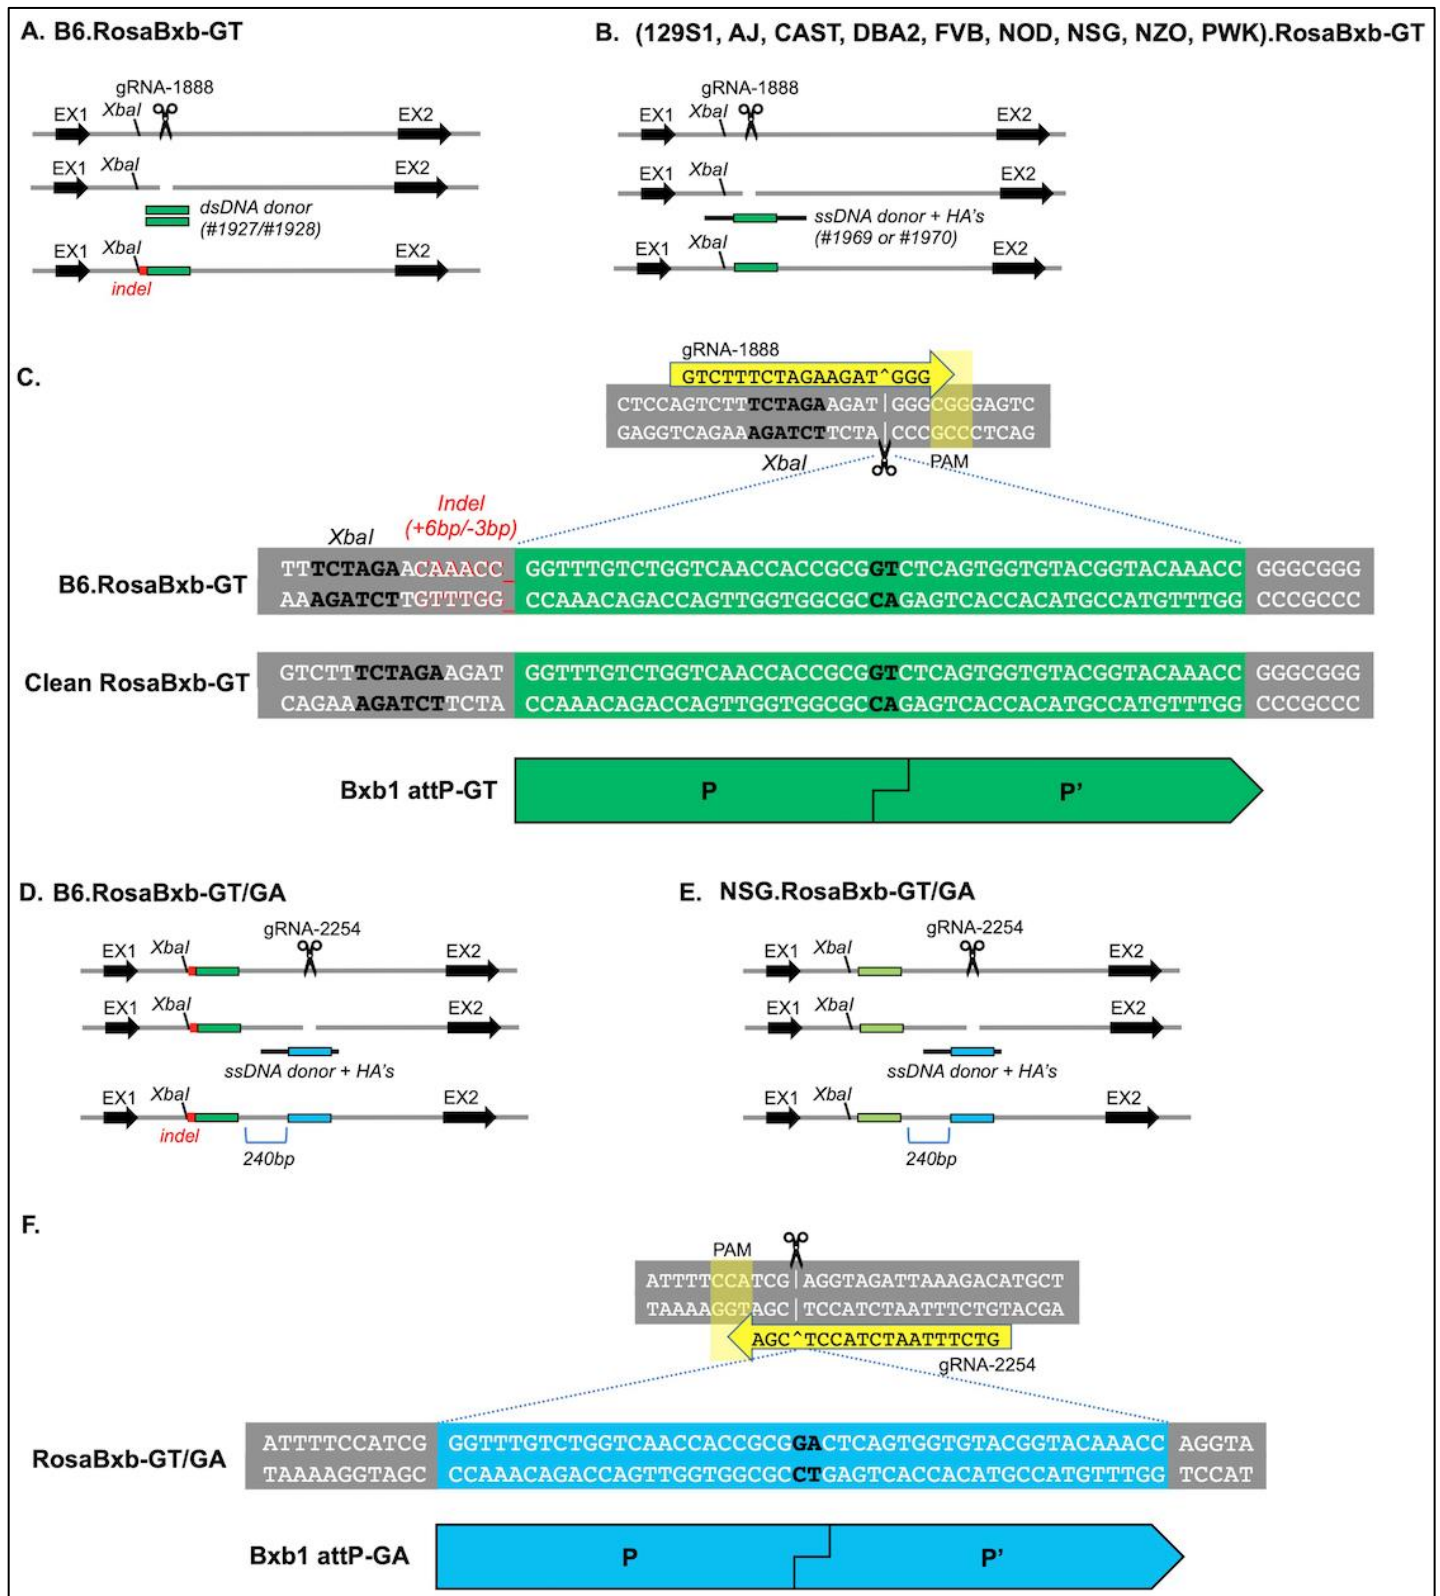 A. B6.RosaBxb-GT
B. (129S1, AJ, CAST, DBA2, FVB, NOD, NSG, NZO, PWK).RosaBxb-GT
gRNA-1888
EX1 XbaI EX2
EX1 XbaI EX2
dsDNA donor
(#1927/#1928)
EX1 XbaI EX2
indel
gRNA-1888
EX1 XbaI EX2
EX1 XbaI EX2
ssDNA donor + HA's
(#1969 or #1970)
EX1 XbaI EX2
C.
gRNA-1888
GTCTTTCTAGAAGAT^GGG
CTCCAGTCTTTCTAGAAGAT|GGGCGGGAGTC
GAGGTCAGAAAGATCTTCTA|CCCGCCCTCAG
XbaI PAM
Indel
(+6bp/-3bp)
XbaI
B6.RosaBxb-GT
TTTCTAGAACAAACC_ GGTTTGTCTGGTCAACCACCGCGGTCTCAGTGGTGTACGGTACAAACC GGGCGGG
AAAGATCTTGTTTGG_ CCAAACAGACCAGTTGGTGGCGCCAGAGTCACCACATGCCATGTTTGG CCCGCCC
Clean RosaBxb-GT
GTCTTTCTAGAAGAT GGTTTGTCTGGTCAACCACCGCGGTCTCAGTGGTGTACGGTACAAACC GGGCGGG
CAGAAAGATCTTCTA CCAAACAGACCAGTTGGTGGCGCCAGAGTCACCACATGCCATGTTTGG CCCGCCC
Bxb1 attP-GT P P'
D. B6.RosaBxb-GT/GA
E. NSG.RosaBxb-GT/GA
gRNA-2254
EX1 XbaI EX2
EX1 XbaI EX2
ssDNA donor + HA's
EX1 XbaI EX2
indel
240bp
gRNA-2254
EX1 XbaI EX2
EX1 XbaI EX2
ssDNA donor + HA's
EX1 XbaI EX2
240bp
F.
PAM
ATTTTCCATCG|AGGTAGATTAAAGACATGCT
TAAAAGGTAGC|TCCATCTAATTTCTGTACGA
AGC^TCCATCTAATTTCTG
gRNA-2254
RosaBxb-GT/GA
ATTTTCCATCG GGTTTGTCTGGTCAACCACCGCGGACTCAGTGGTGTACGGTACAAACC AGGTA
TAAAAGGTAGC CCAAACAGACCAGTTGGTGGCGCCTGAGTCACCACATGCCATGTTTGG TCCAT
Bxb1 attP-GA P P'